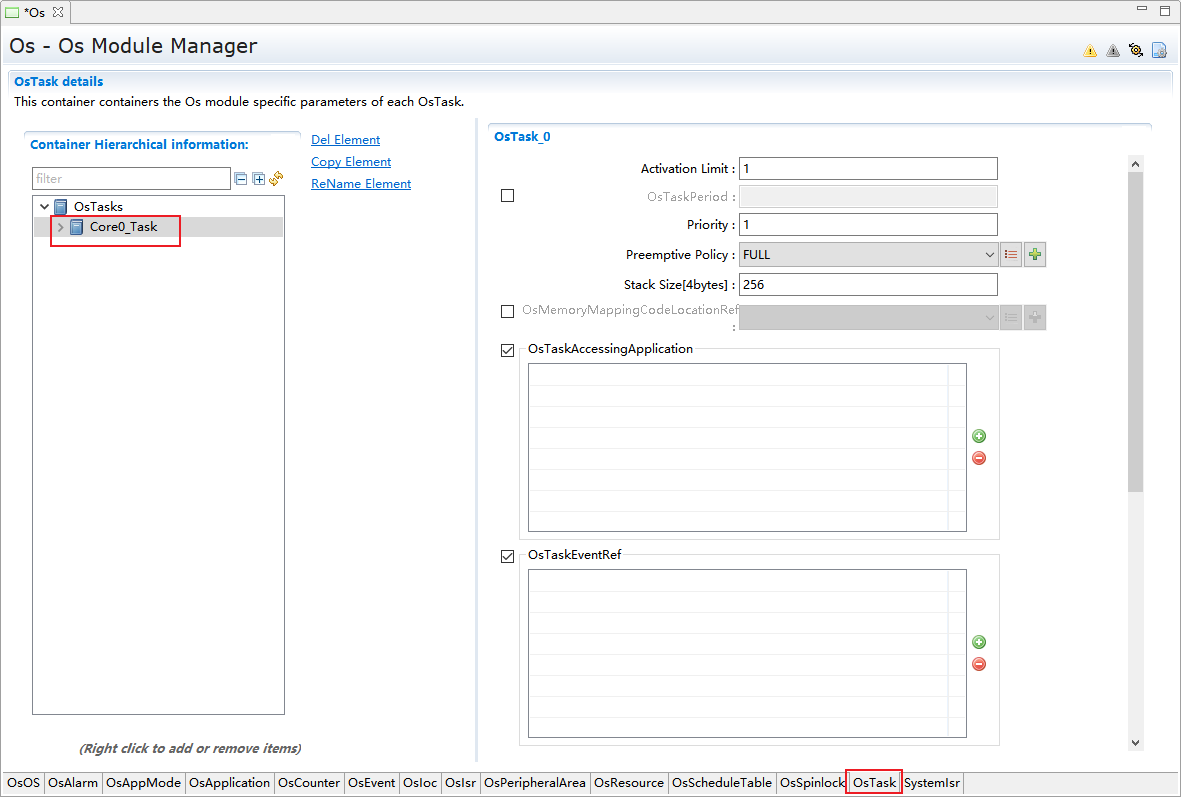 *Os
Os - Os Module Manager
OsTask details
This container containers the Os module specific parameters of each OsTask.
Container Hierarchical information:
filter
OsTasks
Core0_Task
(Right click to add or remove items)
Del Element
Copy Element
ReName Element
OsTask_0
Activation Limit : 1
OsTaskPeriod :
Priority : 1
Preemptive Policy : FULL
Stack Size[4bytes] : 256
OsMemoryMappingCodeLocationRef
:
OsTaskAccessingApplication
OsTaskEventRef
OsOS OsAlarm OsAppMode OsApplication OsCounter OsEvent OsIoc OsIsr OsPeripheralArea OsResource OsScheduleTable OsSpinlock OsTask SystemIsr